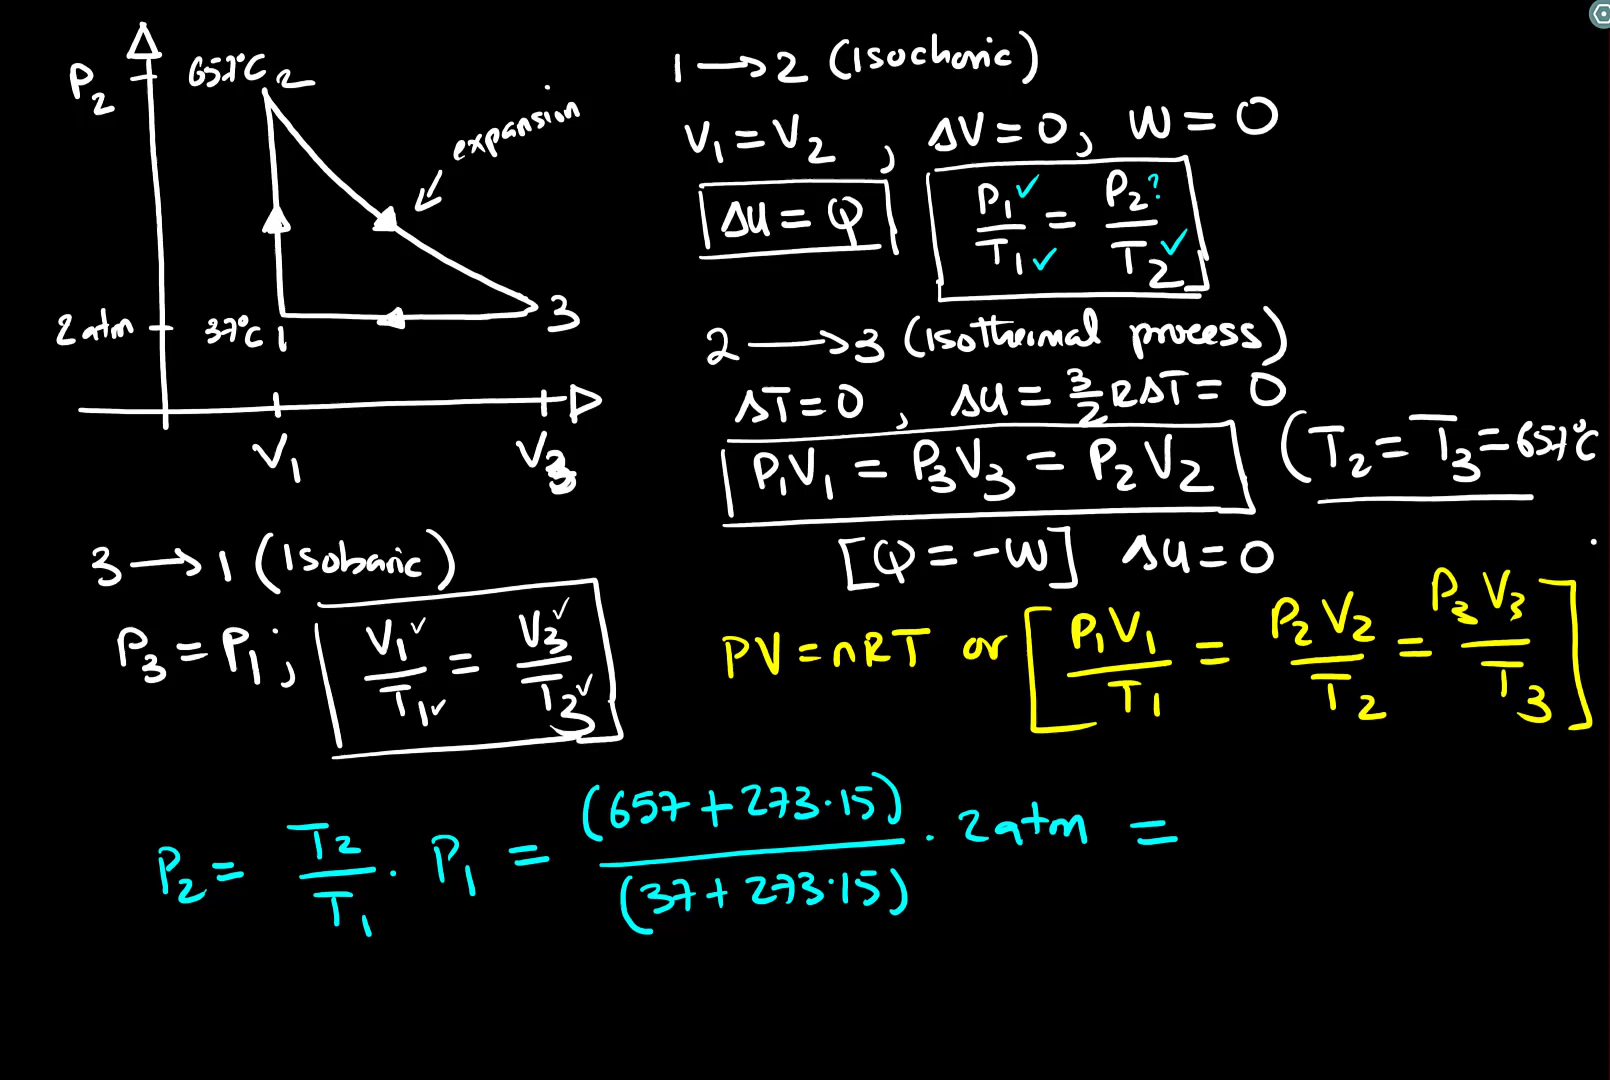 P₂ 657°C 2
expansion
2 atm 37°C 1 3
V₁ V₃
1 → 2 (Isochoric)
V₁ = V₂ , ΔV = 0, W = 0
ΔU = Q P₁✓/T₁✓ = P₂?/T₂✓
2 → 3 (Isothermal process)
ΔT = 0 , ΔU = 3/2 RΔT = 0
P₁V₁ = P₃V₃ = P₂V₂ (T₂ = T₃ = 657°C
[Q = -W] ΔU = 0
3 → 1 (Isobaric)
P₃ = P₁ ; V₁✓/T₁✓ = V₃✓/T₃✓
PV = nRT or [P₁V₁/T₁ = P₂V₂/T₂ = P₃V₃/T₃]
P₂ = T₂/T₁ · P₁ = (657 + 273.15)/(37 + 273.15) · 2 atm =